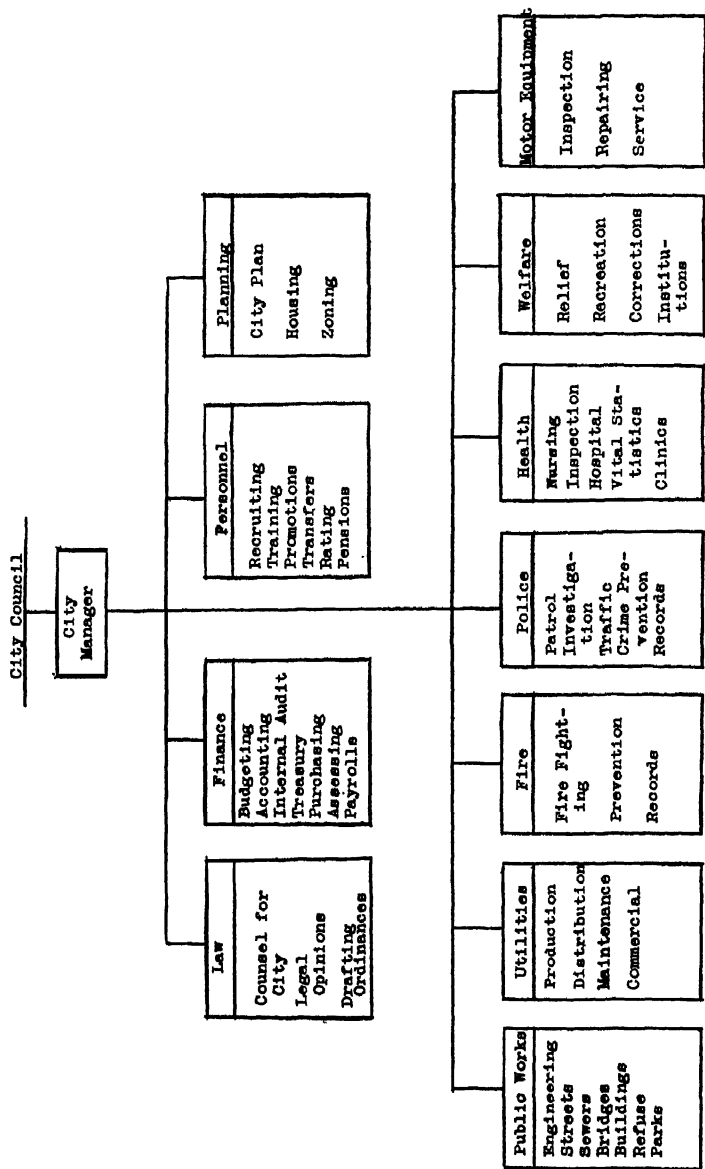 City Council
City
Manager
Law
Counsel for
City
Legal
Opinions
Drafting
Ordinances
Finance
Budgeting
Accounting
Internal Audit
Treasury
Purchasing
Assessing
Payrolls
Personnel
Recruiting
Training
Promotions
Transfers
Rating
Pensions
Planning
City Plan
Housing
Zoning
Public Works
Engineering
Streets
Sewers
Bridges
Buildings
Refuse
Parks
Utilities
Production
Distribution
Maintenance
Commercial
Fire
Fire Fight-
ing
Prevention
Records
Police
Patrol
Investiga-
tion
Traffic
Crime Pre-
vention
Records
Health
Nursing
Inspection
Hospital
Vital Sta-
tistics
Clinics
Welfare
Relief
Recreation
Corrections
Institu-
tions
Motor Equipment
Inspection
Repairing
Service